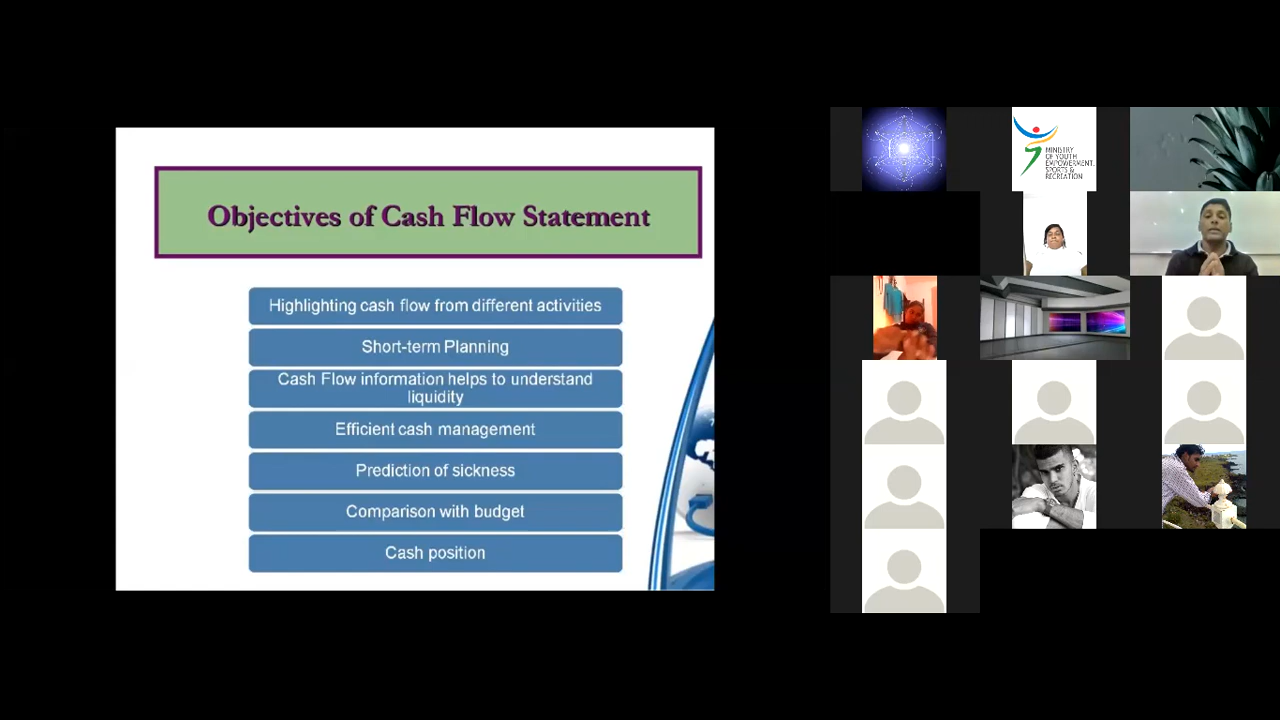 Objectives of Cash Flow Statement
Highlighting cash flow from different activities
Short-term Planning
Cash Flow information helps to understand
liquidity
Efficient cash management
Prediction of sickness
Comparison with budget
Cash position
MINISTRY
OF YOUTH
EMPOWERMENT,
SPORTS &
RECREATION